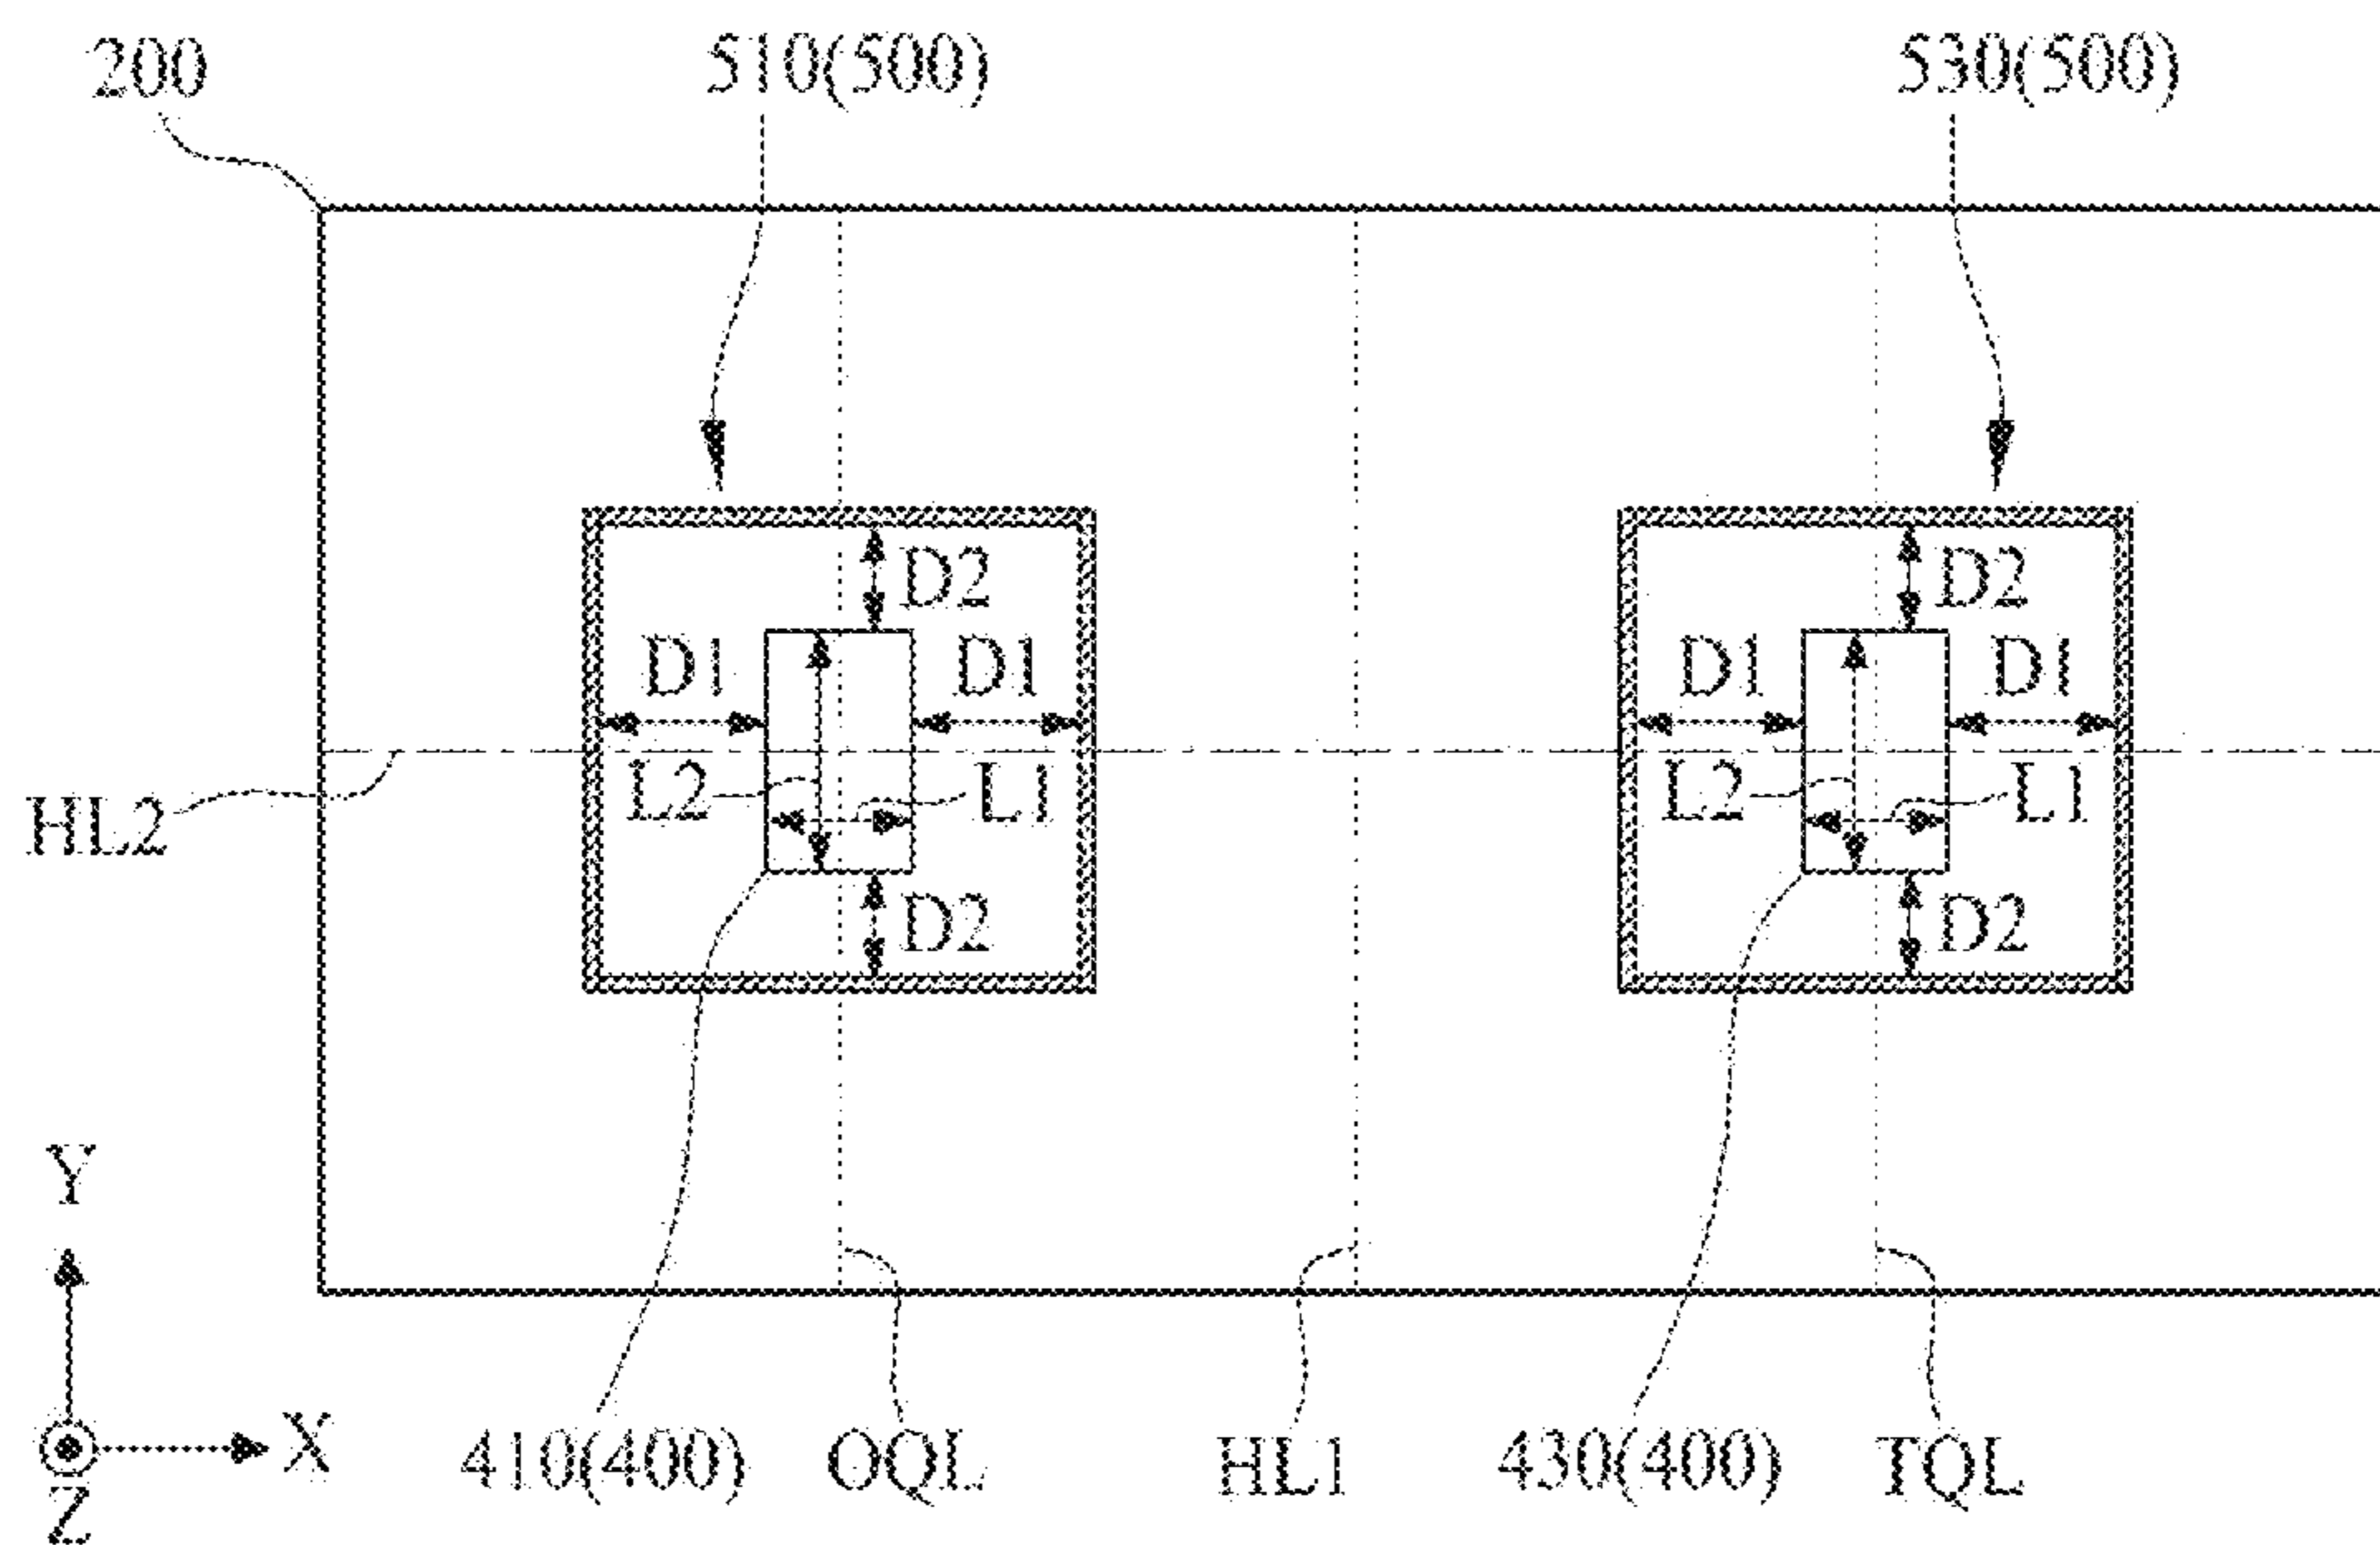 200 510(500) 530(500)
D2 D2
D1 D1 D1 D1
L2 L1 L2 L1
HL2
D2 D2
Y
X
410(400) OQL HL1 430(400) TQL
Z